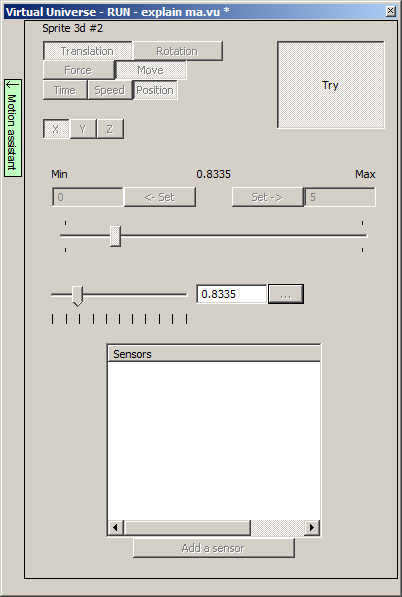 Virtual Universe - RUN - explain ma.vu *
Sprite 3d #2
Translation Rotation
Force Move
Time Speed Position
Try
Motion assistant
X Y Z
Min 0.8335 Max
0 <- Set Set -> 5
0.8335 ...
Sensors
Add a sensor